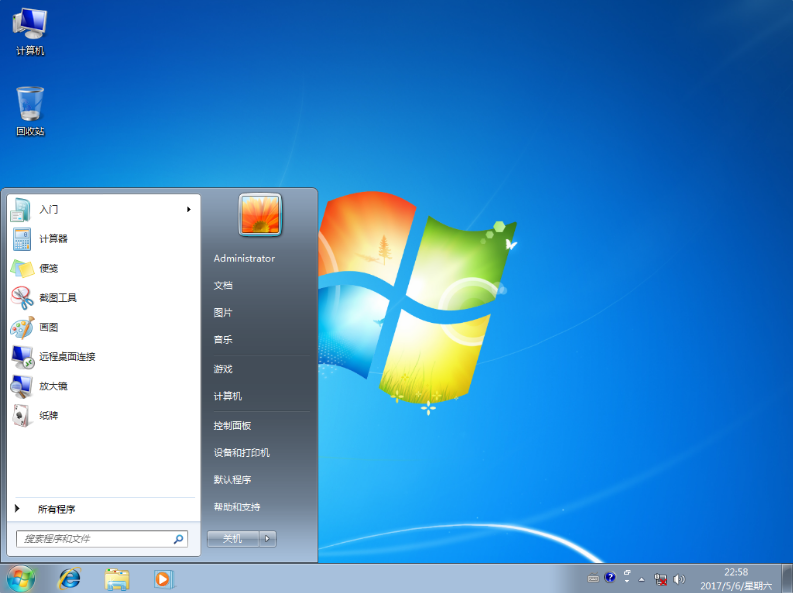 计算机
回收站
入门
计算器
便笺
截图工具
画图
远程桌面连接
放大镜
纸牌
所有程序
搜索程序和文件
Administrator
文档
图片
音乐
游戏
计算机
控制面板
设备和打印机
默认程序
帮助和支持
关机
22:58
2017/5/6/星期六